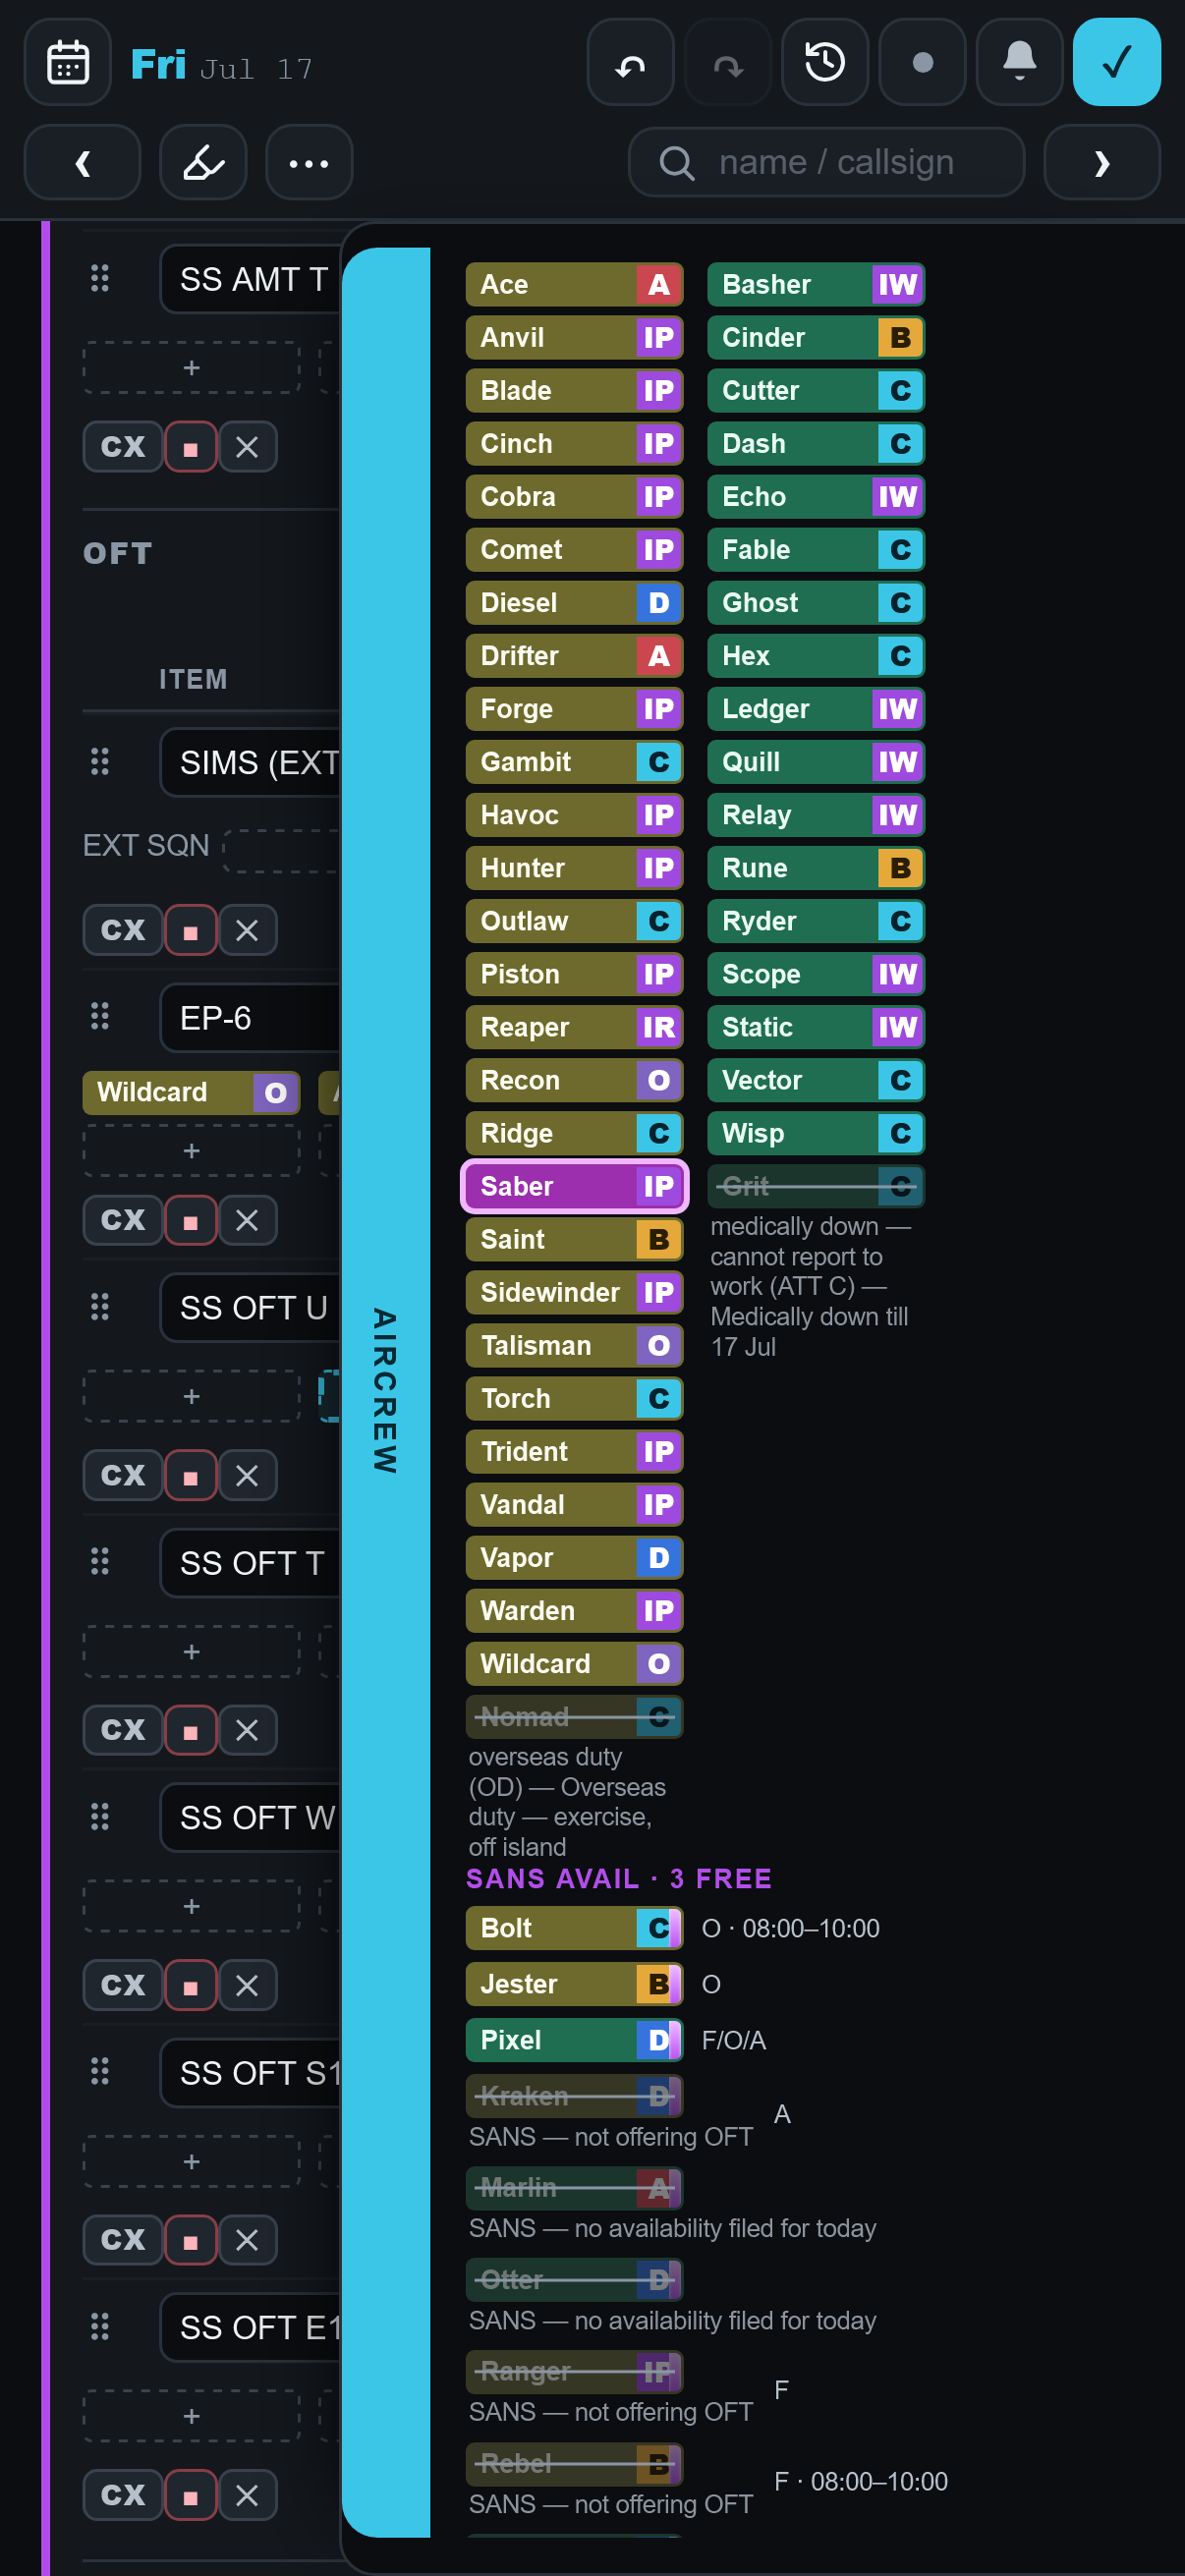 Fri Jul 17
name / callsign
SS AMT T
+
CX
OFT
ITEM
SIMS (EXT
EXT SQN
CX
EP-6
Wildcard O
+
CX
SS OFT U
+
CX
SS OFT T
+
CX
SS OFT W
+
CX
SS OFT S1
+
CX
SS OFT E1
+
CX
AIRCREW
Ace A
Anvil IP
Blade IP
Cinch IP
Cobra IP
Comet IP
Diesel D
Drifter A
Forge IP
Gambit C
Havoc IP
Hunter IP
Outlaw C
Piston IP
Reaper IR
Recon O
Ridge C
Saber IP
Saint B
Sidewinder IP
Talisman O
Torch C
Trident IP
Vandal IP
Vapor D
Warden IP
Wildcard O
Nomad C
overseas duty
(OD) — Overseas
duty — exercise,
off island
Basher IW
Cinder B
Cutter C
Dash C
Echo IW
Fable C
Ghost C
Hex C
Ledger IW
Quill IW
Relay IW
Rune B
Ryder C
Scope IW
Static IW
Vector C
Wisp C
Grit C
medically down —
cannot report to
work (ATT C) —
Medically down till
17 Jul
SANS AVAIL · 3 FREE
Bolt C O · 08:00–10:00
Jester B O
Pixel D F/O/A
Kraken D A
SANS — not offering OFT
Marlin A
SANS — no availability filed for today
Otter D
SANS — no availability filed for today
Ranger IP F
SANS — not offering OFT
Rebel B F · 08:00–10:00
SANS — not offering OFT